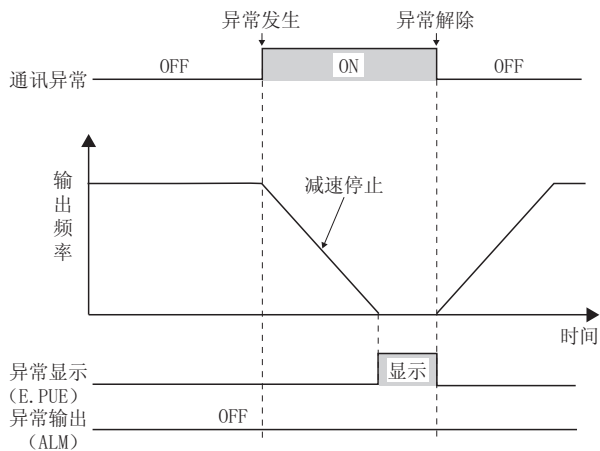 异常发生 异常解除
通讯异常 OFF ON OFF
输出频率
减速停止
时间
异常显示
(E.PUE)
显示
异常输出
(ALM)
OFF